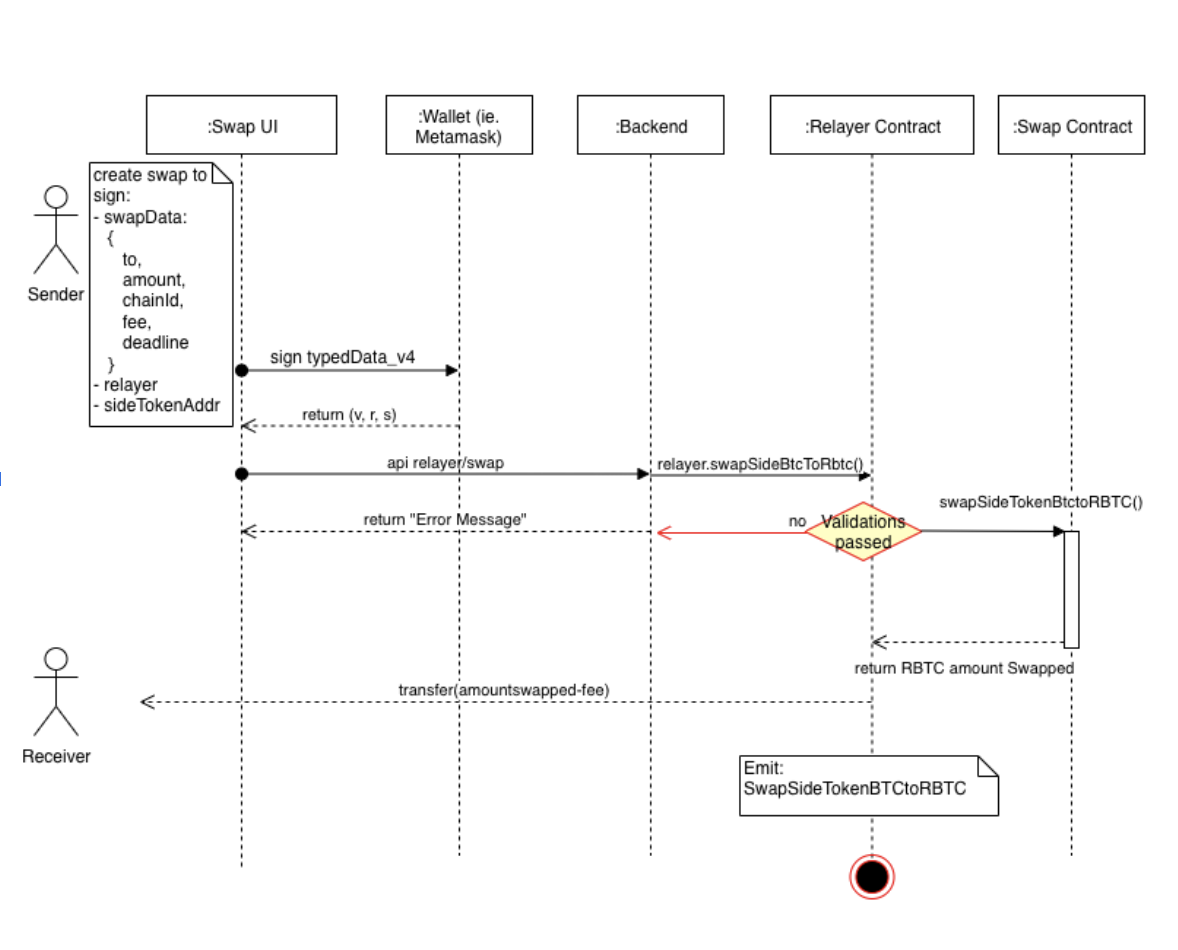 :Swap UI
:Wallet (ie.
Metamask)
:Backend
:Relayer Contract
:Swap Contract
create swap to
sign:
- swapData:
{
to,
amount,
chainId,
fee,
deadline
}
- relayer
- sideTokenAddr
Sender
sign typedData_v4
return (v, r, s)
api relayer/swap
relayer.swapSideBtcToRbtc()
swapSideTokenBtctoRBTC()
return "Error Message"
no
Validations
passed
return RBTC amount Swapped
transfer(amountswapped-fee)
Receiver
Emit:
SwapSideTokenBTCtoRBTC